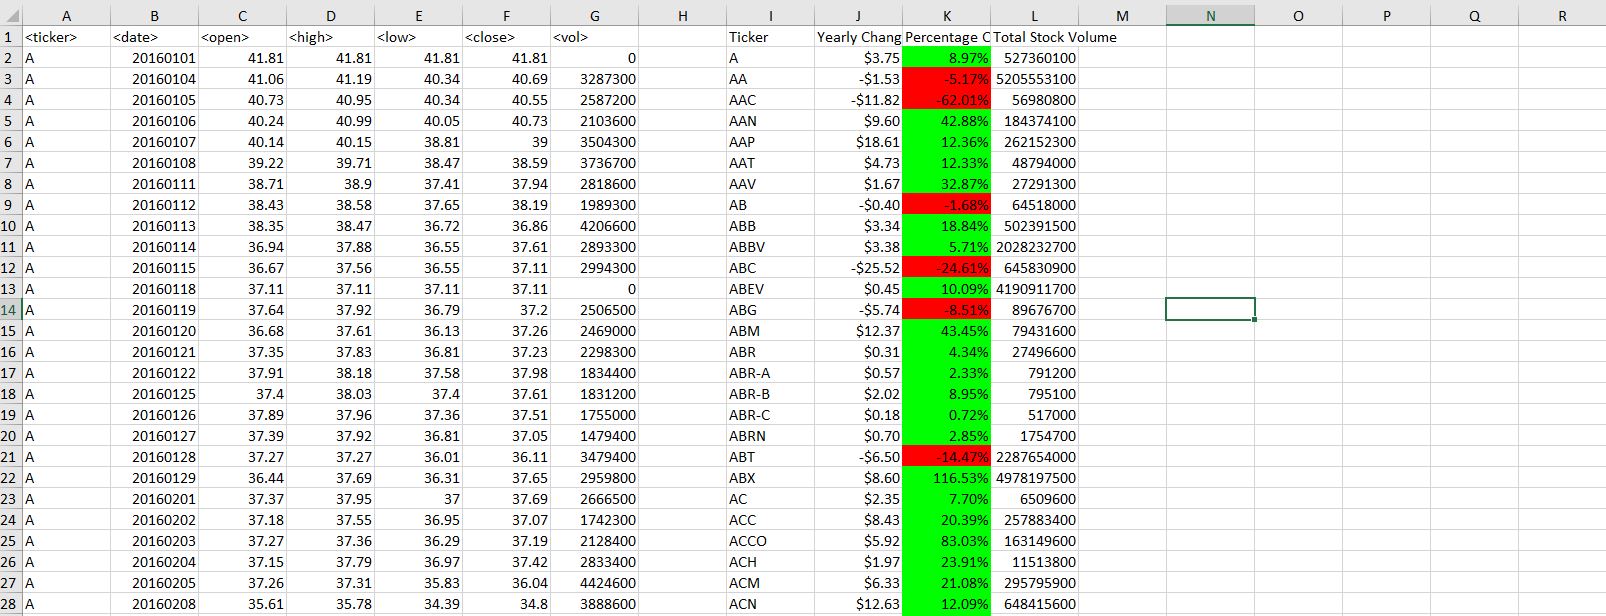 A B C D E F G H I J K L M N O P Q R
1 <ticker> <date> <open> <high> <low> <close> <vol> Ticker Yearly Chang Percentage C Total Stock Volume
2 A 20160101 41.81 41.81 41.81 41.81 0 A $3.75 8.97% 527360100
3 A 20160104 41.06 41.19 40.34 40.69 3287300 AA -$1.53 -5.17% 5205553100
4 A 20160105 40.73 40.95 40.34 40.55 2587200 AAC -$11.82 -62.01% 56980800
5 A 20160106 40.24 40.99 40.05 40.73 2103600 AAN $9.60 42.88% 184374100
6 A 20160107 40.14 40.15 38.81 39 3504300 AAP $18.61 12.36% 262152300
7 A 20160108 39.22 39.71 38.47 38.59 3736700 AAT $4.73 12.33% 48794000
8 A 20160111 38.71 38.9 37.41 37.94 2818600 AAV $1.67 32.87% 27291300
9 A 20160112 38.43 38.58 37.65 38.19 1989300 AB -$0.40 -1.68% 64518000
10 A 20160113 38.35 38.47 36.72 36.86 4206600 ABB $3.34 18.84% 502391500
11 A 20160114 36.94 37.88 36.55 37.61 2893300 ABBV $3.38 5.71% 2028232700
12 A 20160115 36.67 37.56 36.55 37.11 2994300 ABC -$25.52 -24.61% 645830900
13 A 20160118 37.11 37.11 37.11 37.11 0 ABEV $0.45 10.09% 4190911700
14 A 20160119 37.64 37.92 36.79 37.2 2506500 ABG -$5.74 -8.51% 89676700
15 A 20160120 36.68 37.61 36.13 37.26 2469000 ABM $12.37 43.45% 79431600
16 A 20160121 37.35 37.83 36.81 37.23 2298300 ABR $0.31 4.34% 27496600
17 A 20160122 37.91 38.18 37.58 37.98 1834400 ABR-A $0.57 2.33% 791200
18 A 20160125 37.4 38.03 37.4 37.61 1831200 ABR-B $2.02 8.95% 795100
19 A 20160126 37.89 37.96 37.36 37.51 1755000 ABR-C $0.18 0.72% 517000
20 A 20160127 37.39 37.92 36.81 37.05 1479400 ABRN $0.70 2.85% 1754700
21 A 20160128 37.27 37.27 36.01 36.11 3479400 ABT -$6.50 -14.47% 2287654000
22 A 20160129 36.44 37.69 36.31 37.65 2959800 ABX $8.60 116.53% 4978197500
23 A 20160201 37.37 37.95 37 37.69 2666500 AC $2.35 7.70% 6509600
24 A 20160202 37.18 37.55 36.95 37.07 1742300 ACC $8.43 20.39% 257883400
25 A 20160203 37.27 37.36 36.29 37.19 2128400 ACCO $5.92 83.03% 163149600
26 A 20160204 37.15 37.79 36.97 37.42 2833400 ACH $1.97 23.91% 11513800
27 A 20160205 37.26 37.31 35.83 36.04 4424600 ACM $6.33 21.08% 295795900
28 A 20160208 35.61 35.78 34.39 34.8 3888600 ACN $12.63 12.09% 648415600